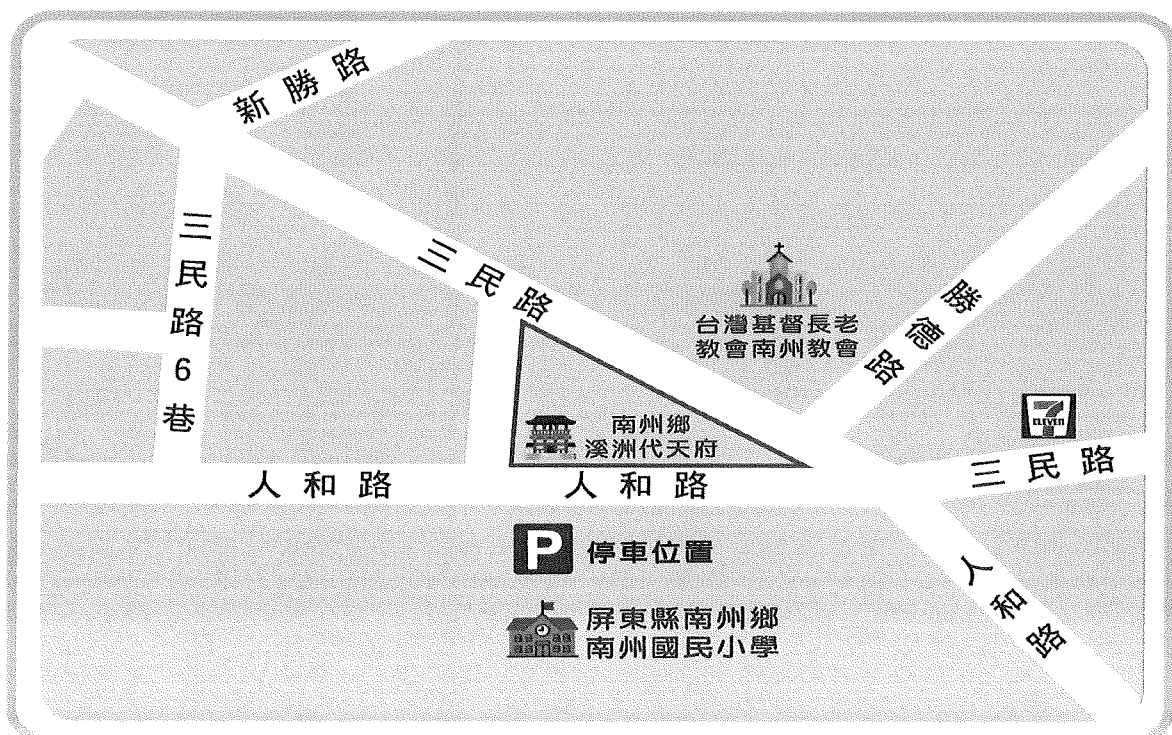 新勝路
三民路6巷
三民路
台灣基督長老
教會南州教會
勝德路
7
ELEVEN
南州鄉
溪洲代天府
三民路
人和路
人和路
P 停車位置
人和路
屏東縣南州鄉
南州國民小學